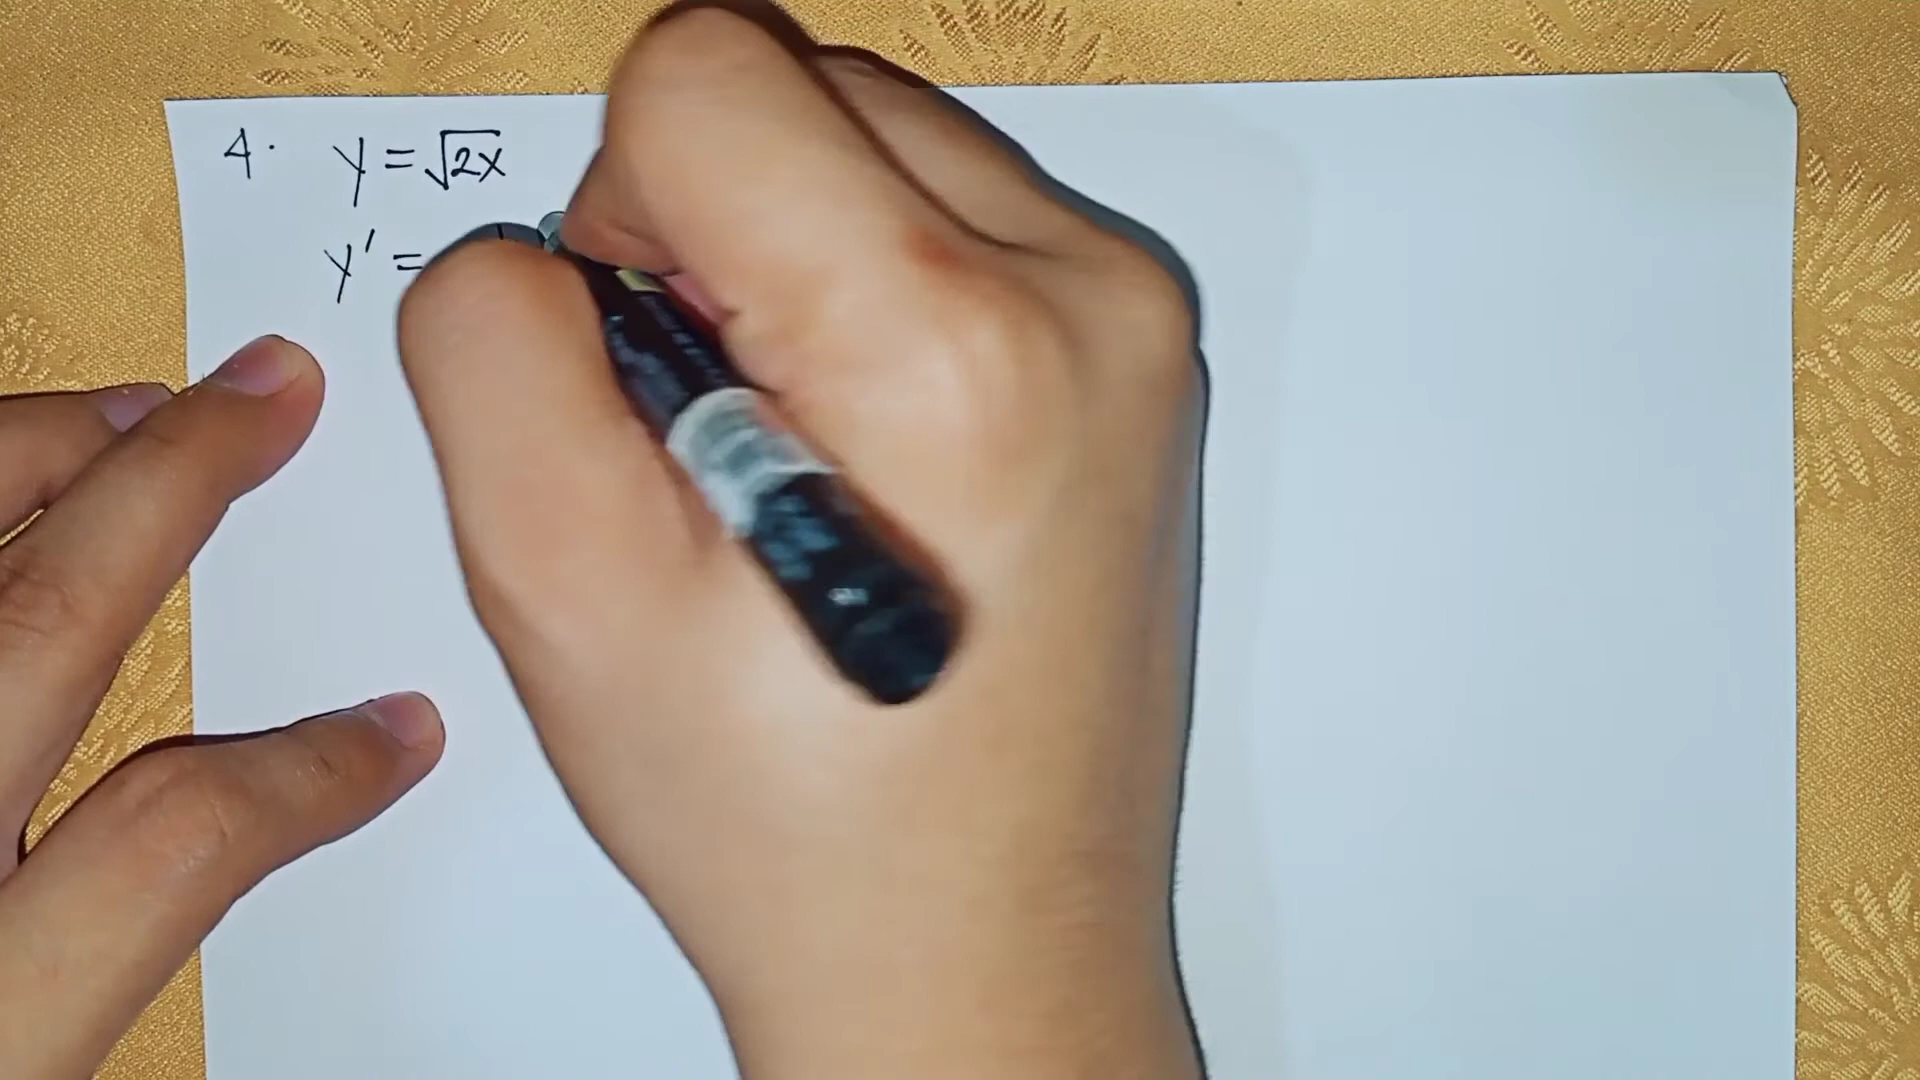 4. y = √2x
y' =